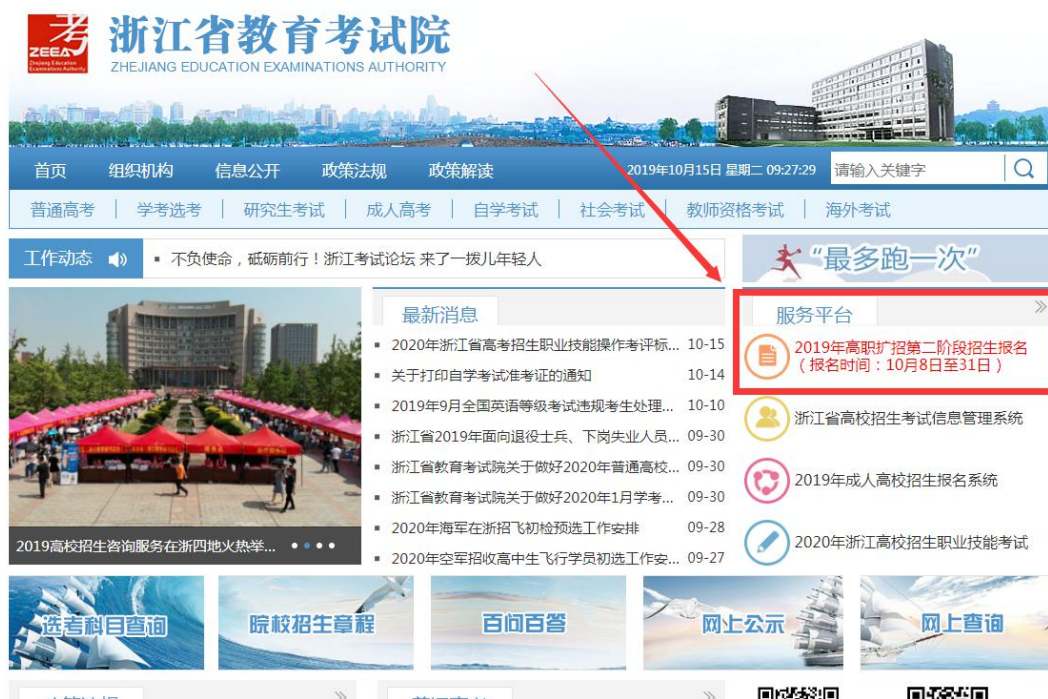 考
ZEEA
Zhejiang Education
Examinations Authority
浙江省教育考试院
ZHEJIANG EDUCATION EXAMINATIONS AUTHORITY
首页 组织机构 信息公开 政策法规 政策解读 2019年10月15日 星期二 09:27:29 请输入关键字
普通高考 | 学考选考 | 研究生考试 | 成人高考 | 自学考试 | 社会考试 | 教师资格考试 | 海外考试
工作动态 ▪ 不负使命，砥砺前行！浙江考试论坛 来了一拨儿年轻人
“最多跑一次”
2019高校招生咨询服务在浙四地火热举...
最新消息
▪ 2020年浙江省高考招生职业技能操作考评标... 10-15
▪ 关于打印自学考试准考证的通知 10-14
▪ 2019年9月全国英语等级考试违规考生处理... 10-10
▪ 浙江省2019年面向退役士兵、下岗失业人员... 09-30
▪ 浙江省教育考试院关于做好2020年普通高校... 09-30
▪ 浙江省教育考试院关于做好2020年1月学考... 09-30
▪ 2020年海军在浙招飞初检预选工作安排 09-28
▪ 2020年空军招收高中生飞行学员初选工作安... 09-27
服务平台
2019年高职扩招第二阶段招生报名
（报名时间：10月8日至31日）
浙江省高校招生考试信息管理系统
2019年成人高校招生报名系统
2020年浙江高校招生职业技能考试
选考科目查询 院校招生章程 百问百答 网上公示 网上查询